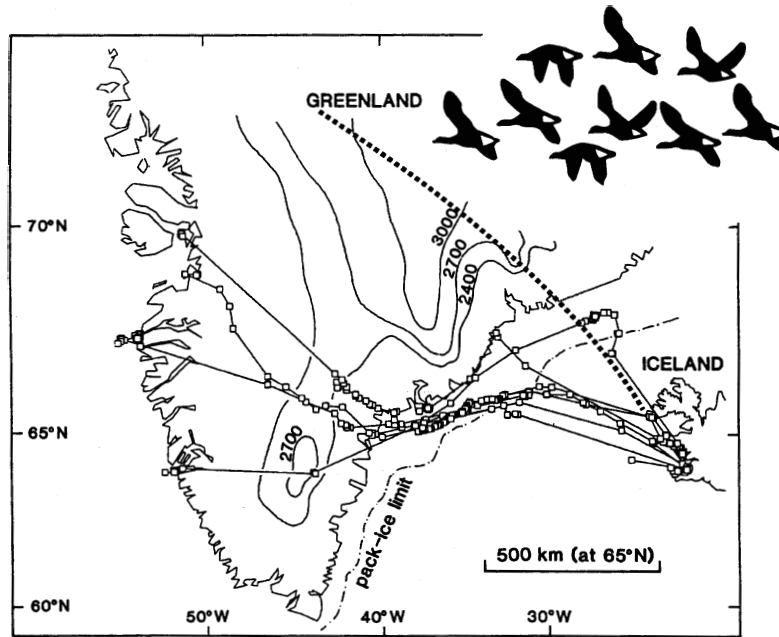 GREENLAND
70°N
3000
2700
2400
ICELAND
65°N
2700
pack-ice limit
500 km (at 65°N)
60°N
50°W
40°W
30°W